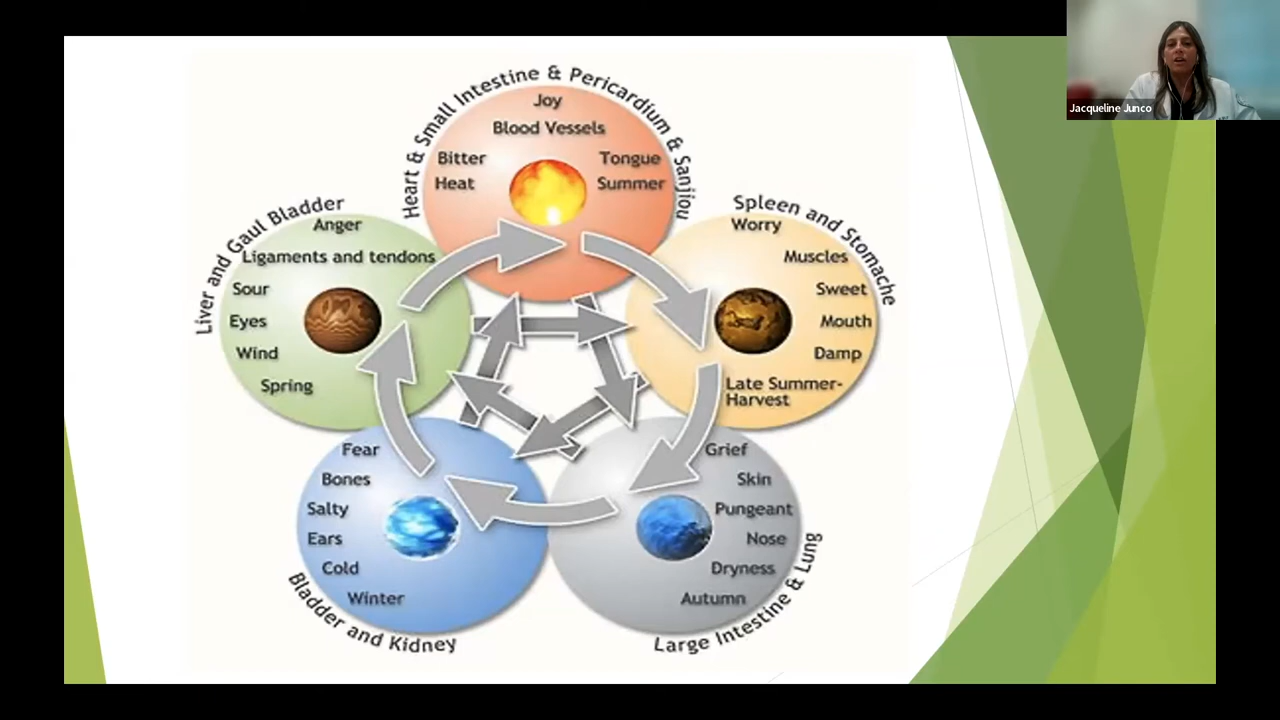 Jacqueline Junco
Heart & Small Intestine & Pericardium & Sanjiou
Joy
Blood Vessels
Bitter
Tongue
Heat
Summer
Liver and Gaul Bladder
Anger
Ligaments and tendons
Sour
Eyes
Wind
Spring
Spleen and Stomache
Worry
Muscles
Sweet
Mouth
Damp
Late Summer-
Harvest
Fear
Bones
Salty
Ears
Cold
Winter
Bladder and Kidney
Grief
Skin
Pungeant
Nose
Dryness
Autumn
Large Intestine & Lung